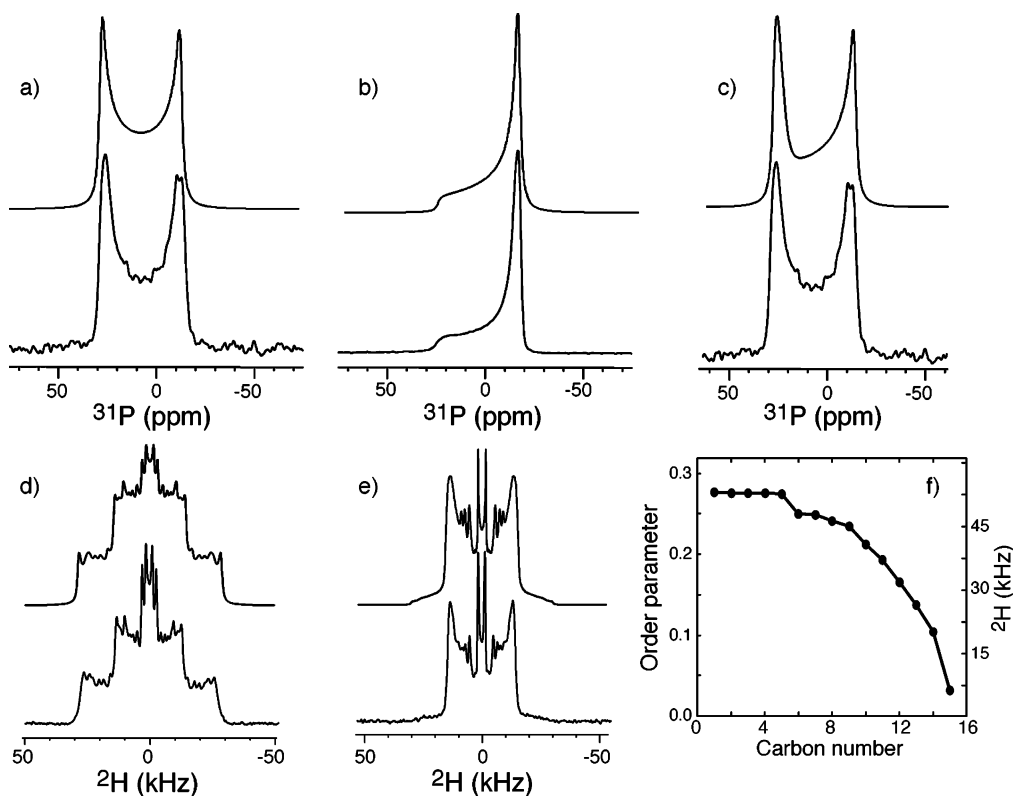 a)
b)
c)
50 0 -50
50 0 -50
50 0 -50
31P (ppm)
31P (ppm)
31P (ppm)
d)
e)
f)
50 0 -50
50 0 -50
2H (kHz)
2H (kHz)
0.3
0.2
0.1
0.0
Order parameter
45
30
15
2H (kHz)
0 4 8 12 16
Carbon number